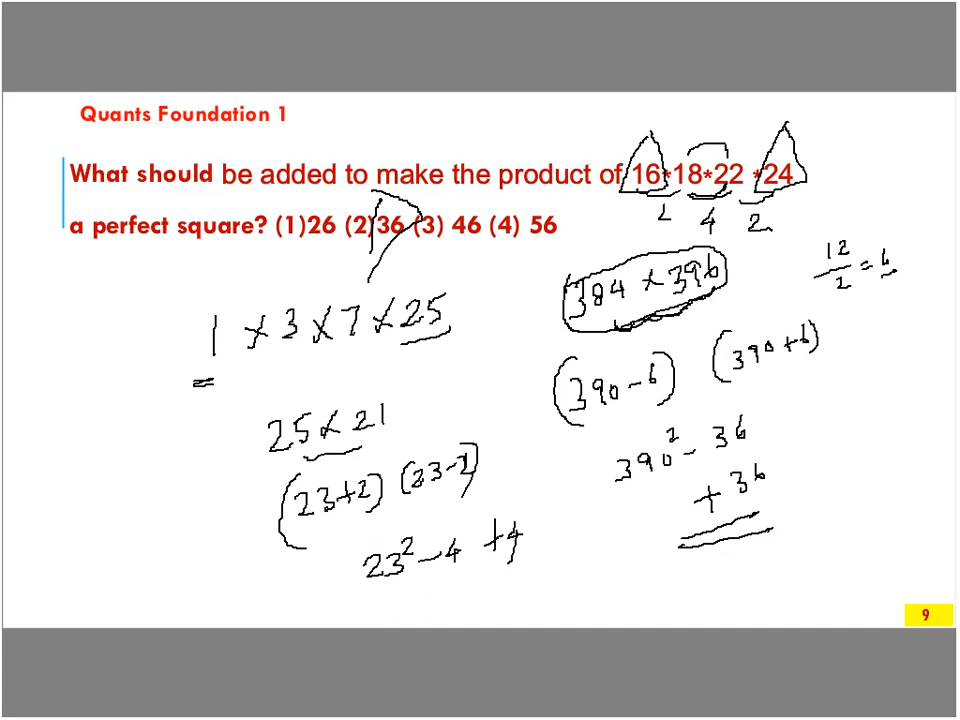 Quants Foundation 1
What should be added to make the product of 16*18*22 *24
a perfect square? (1)26 (2)36 (3) 46 (4) 56
2 4 2
384 × 396
12/2 = 6
1 × 3 × 7 × 25
=
(390 - 6) (390 + 6)
25 × 21
390² - 36
+ 36
(23+2) (23-2)
23² - 4 + 4
9